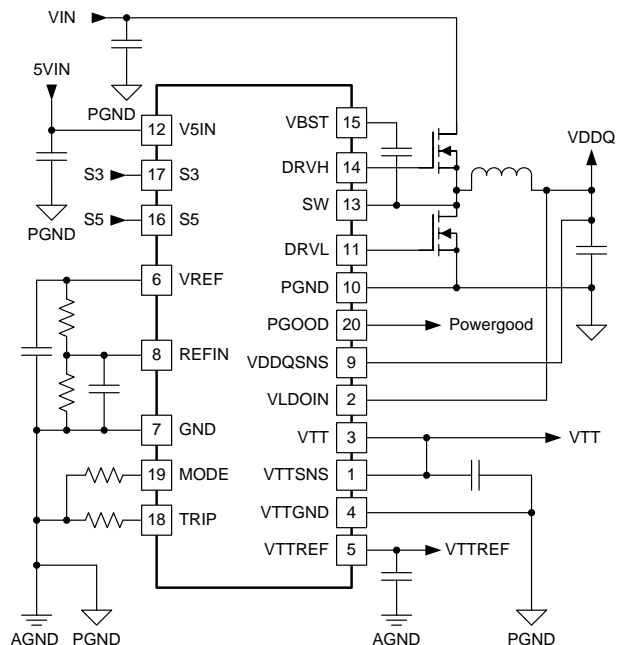 VIN
5VIN
PGND
12 V5IN
VBST 15
VDDQ
S3 17 S3
DRVH 14
S5 16 S5
SW 13
PGND
DRVL 11
6 VREF
PGND 10
PGOOD 20 Powergood
8 REFIN
VDDQSNS 9
VLDOIN 2
7 GND
VTT 3 VTT
19 MODE
VTTSNS 1
18 TRIP
VTTGND 4
VTTREF 5 VTTREF
AGND PGND
AGND
PGND